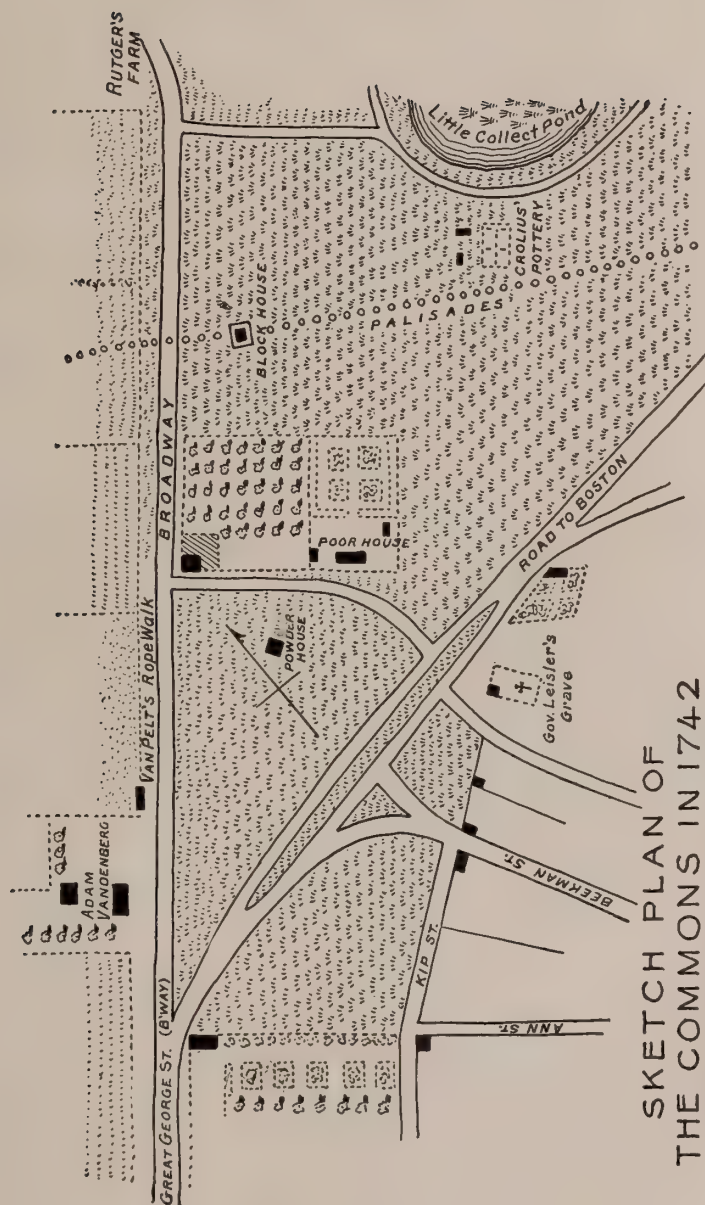 RUTGER'S
FARM
Little Collect Pond
BROADWAY
BLOCK HOUSE
PALISADES
CROLIUS'
POTTERY
VAN PELT'S Rope Walk
POOR HOUSE
POWDER
HOUSE
ROAD TO BOSTON
Gov. Leisler's
Grave
ADAM
VANDENBERG
GREAT GEORGE ST. (B'WAY)
KIP ST.
BEEKMAN ST.
ANN ST.
SKETCH PLAN OF
THE COMMONS IN 1742